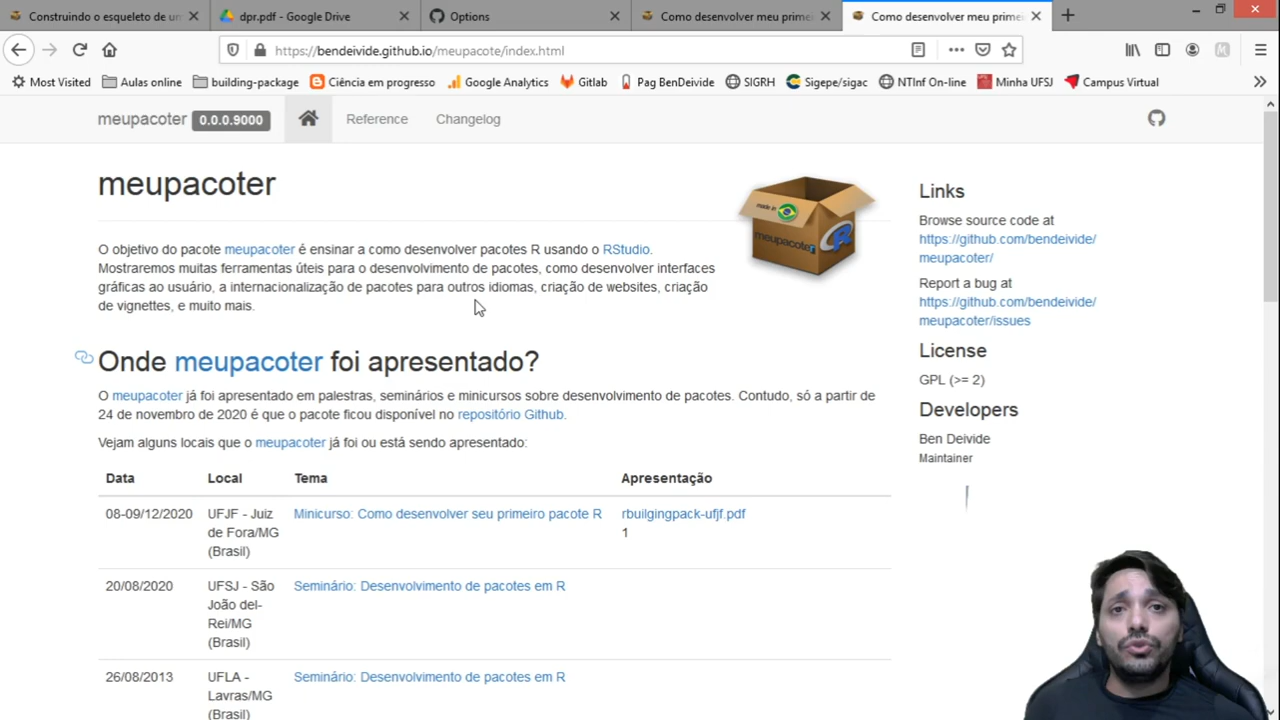 Construindo o esqueleto de um
dpr.pdf - Google Drive
Options
Como desenvolver meu prime
Como desenvolver meu prime
https://bendeivide.github.io/meupacote/index.html
Most Visited
Aulas online
building-package
Ciência em progresso
Google Analytics
Gitlab
Pag BenDeivide
SIGRH
Sigepe/sigac
NTInf On-line
Minha UFSJ
Campus Virtual
meupacoter 0.0.0.9000
Reference
Changelog
meupacoter
made in
meupacoter
R
O objetivo do pacote meupacoter é ensinar a como desenvolver pacotes R usando o RStudio.
Mostraremos muitas ferramentas úteis para o desenvolvimento de pacotes, como desenvolver interfaces
gráficas ao usuário, a internacionalização de pacotes para outros idiomas, criação de websites, criação
de vignettes, e muito mais.
Onde meupacoter foi apresentado?
O meupacoter já foi apresentado em palestras, seminários e minicursos sobre desenvolvimento de pacotes. Contudo, só a partir de
24 de novembro de 2020 é que o pacote ficou disponível no repositório Github.
Vejam alguns locais que o meupacoter já foi ou está sendo apresentado:
Data Local Tema Apresentação
08-09/12/2020 UFJF - Juiz Minicurso: Como desenvolver seu primeiro pacote R rbuilgingpack-ufjf.pdf
de Fora/MG 1
(Brasil)
20/08/2020 UFSJ - São Seminário: Desenvolvimento de pacotes em R
João del-
Rei/MG
(Brasil)
26/08/2013 UFLA - Seminário: Desenvolvimento de pacotes em R
Lavras/MG
(Brasil)
Links
Browse source code at
https://github.com/bendeivide/
meupacoter/
Report a bug at
https://github.com/bendeivide/
meupacoter/issues
License
GPL (>= 2)
Developers
Ben Deivide
Maintainer